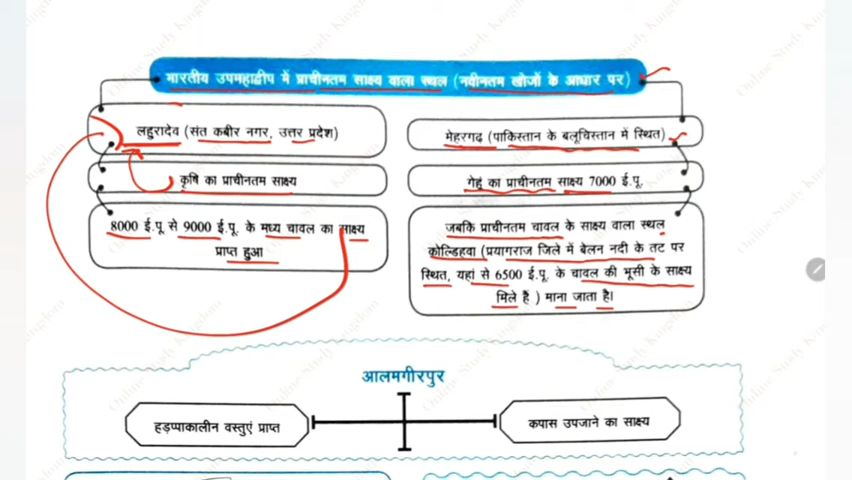 भारतीय उपमहाद्वीप में प्राचीनतम साक्ष्य वाला स्थल (नवीनतम खोजों के आधार पर)
लहुरादेव (संत कबीर नगर, उत्तर प्रदेश)
कृषि का प्राचीनतम साक्ष्य
8000 ई.पू से 9000 ई.पू. के मध्य चावल का साक्ष्य
प्राप्त हुआ
मेहरगढ़ (पाकिस्तान के बलूचिस्तान में स्थित)
गेहूं का प्राचीनतम साक्ष्य 7000 ई.पू.
जबकि प्राचीनतम चावल के साक्ष्य वाला स्थल
कोल्डिहवा (प्रयागराज जिले में बेलन नदी के तट पर
स्थित, यहां से 6500 ई.पू. के चावल की भूसी के साक्ष्य
मिले हैं ) माना जाता है।
आलमगीरपुर
हड़प्पाकालीन वस्तुएं प्राप्त
कपास उपजाने का साक्ष्य